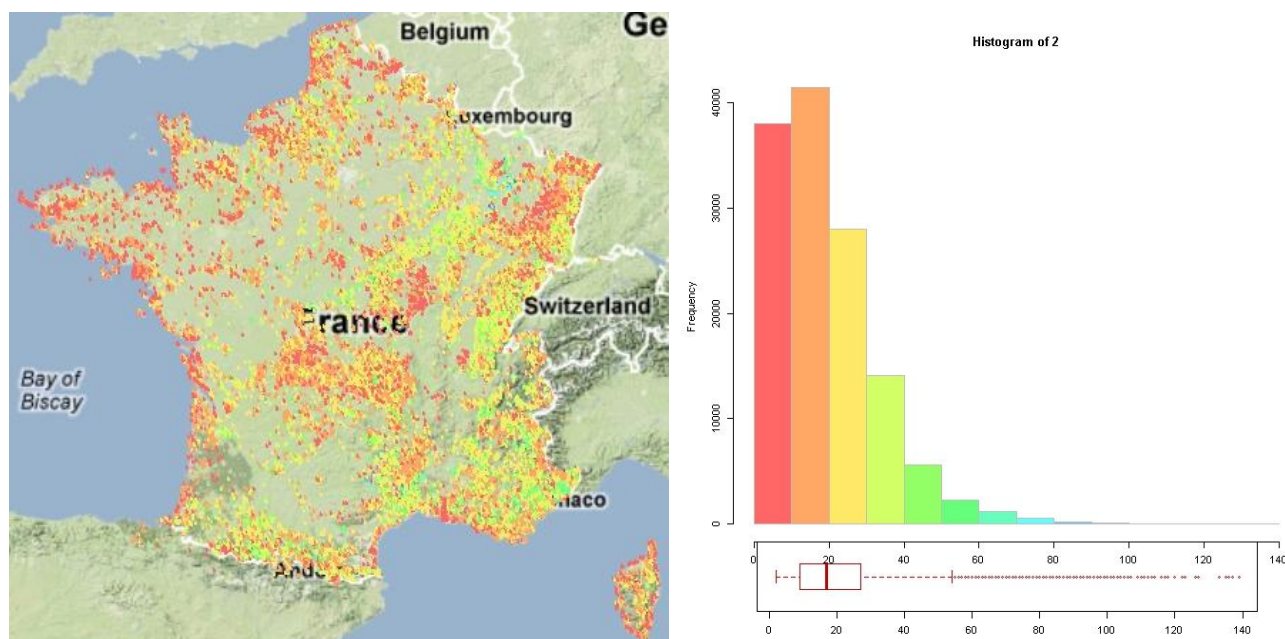 Belgium
Ge
Luxembourg
Switzerland
France
Bay of
Biscay
naco
Histogram of 2
Frequency
40000
30000
20000
10000
0
0 20 40 60 80 100 120 140
0 20 40 60 80 100 120 140